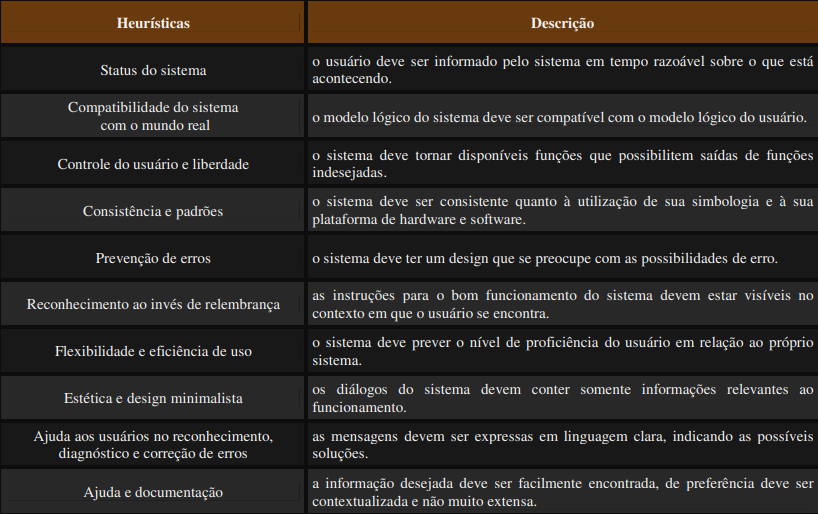 Heurísticas
Descrição
Status do sistema
o usuário deve ser informado pelo sistema em tempo razoável sobre o que está
acontecendo.
Compatibilidade do sistema
com o mundo real
o modelo lógico do sistema deve ser compatível com o modelo lógico do usuário.
Controle do usuário e liberdade
o sistema deve tornar disponíveis funções que possibilitem saídas de funções
indesejadas.
Consistência e padrões
o sistema deve ser consistente quanto à utilização de sua simbologia e à sua
plataforma de hardware e software.
Prevenção de erros
o sistema deve ter um design que se preocupe com as possibilidades de erro.
Reconhecimento ao invés de relembrança
as instruções para o bom funcionamento do sistema devem estar visíveis no
contexto em que o usuário se encontra.
Flexibilidade e eficiência de uso
o sistema deve prever o nível de proficiência do usuário em relação ao próprio
sistema.
Estética e design minimalista
os diálogos do sistema devem conter somente informações relevantes ao
funcionamento.
Ajuda aos usuários no reconhecimento,
diagnóstico e correção de erros
as mensagens devem ser expressas em linguagem clara, indicando as possíveis
soluções.
Ajuda e documentação
a informação desejada deve ser facilmente encontrada, de preferência deve ser
contextualizada e não muito extensa.